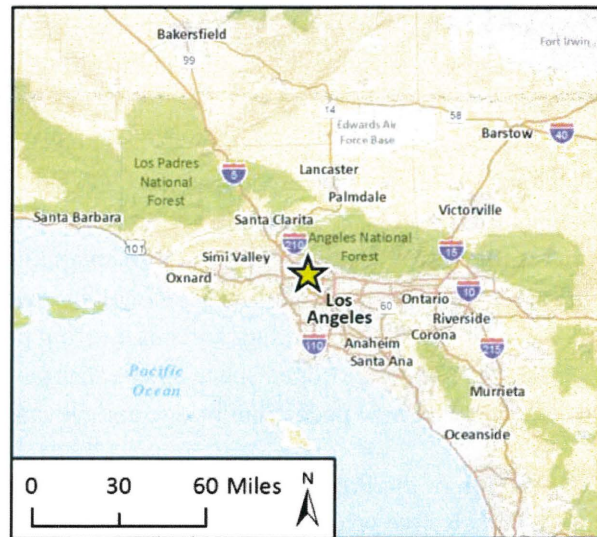 Bakersfield
Fort Irwin
99
14
58
Edwards Air
Force Base
Barstow
40
Los Padres
National
Forest
5
Lancaster
Palmdale
Santa Barbara
Santa Clarita
Victorville
101
210
Angeles National
Forest
15
Simi Valley
Oxnard
Los
Angeles
60
Ontario
10
Riverside
Corona
110
Anaheim
Santa Ana
215
Pacific
Ocean
Murrieta
Oceanside
0 30 60 Miles
N